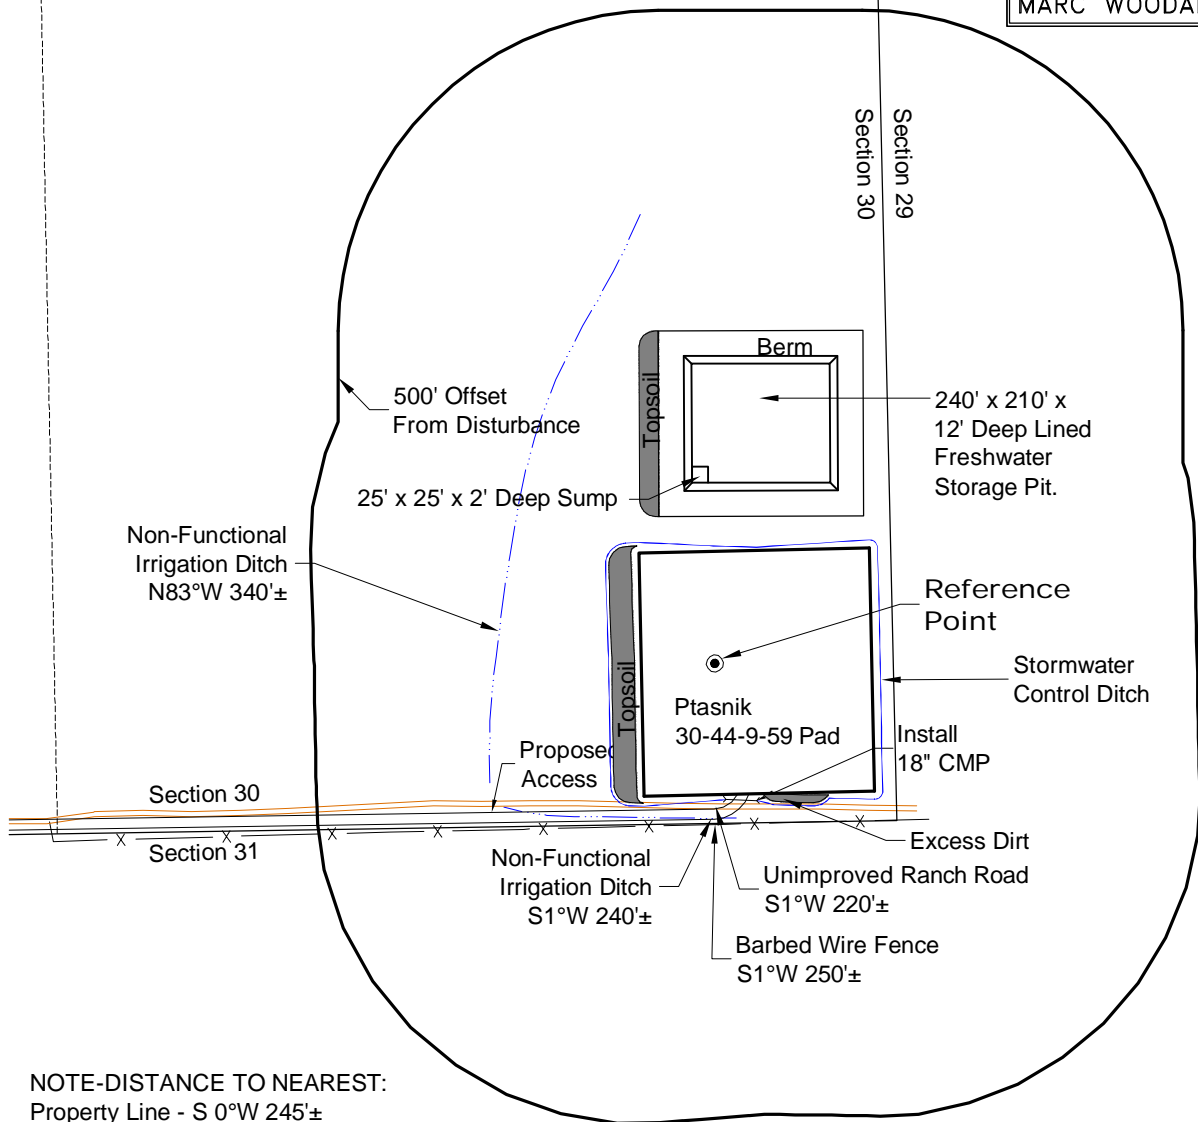 MARC WOODA
Section 29
Section 30
Berm
Topsoil
500' Offset
From Disturbance
240' x 210' x
12' Deep Lined
Freshwater
Storage Pit.
25' x 25' x 2' Deep Sump
Non-Functional
Irrigation Ditch
N83°W 340'±
Reference
Point
Stormwater
Control Ditch
Topsoil
Ptasnik
30-44-9-59 Pad
Install
18" CMP
Proposed
Access
Section 30
Section 31
Excess Dirt
Non-Functional
Irrigation Ditch
S1°W 240'±
Unimproved Ranch Road
S1°W 220'±
Barbed Wire Fence
S1°W 250'±
NOTE-DISTANCE TO NEAREST:
Property Line - S 0°W 245'±